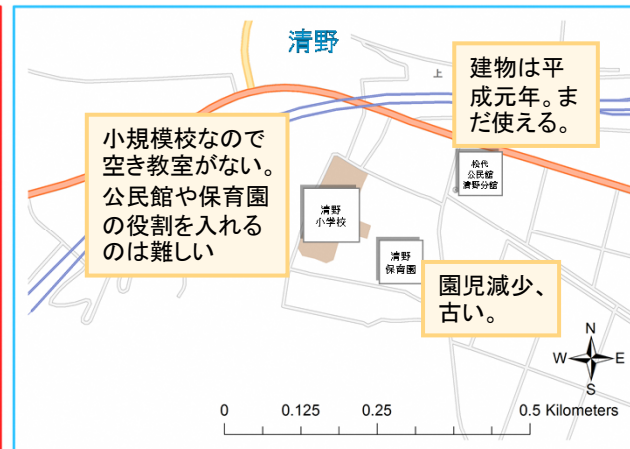 清野
上
建物は平
成元年。ま
だ使える。
小規模校なので
空き教室がない。
公民館や保育園
の役割を入れる
のは難しい
松代
公民館
清野分館
清野
小学校
清野
保育園
園児減少、
古い。
N
W E
S
0 0.125 0.25 0.5 Kilometers